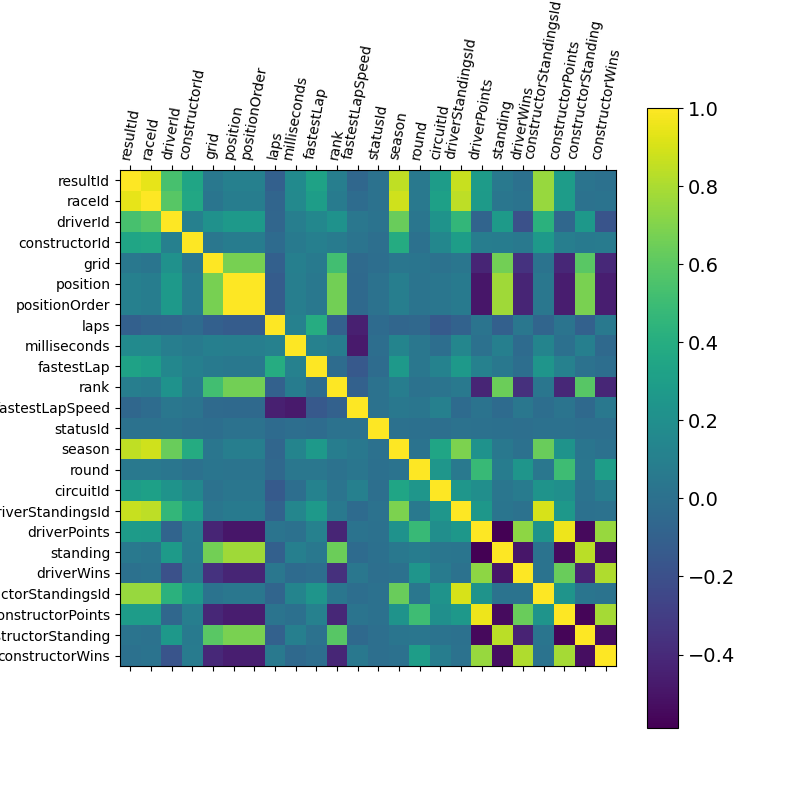 resultId
raceId
driverId
constructorId
grid
position
positionOrder
laps
milliseconds
fastestLap
rank
fastestLapSpeed
statusId
season
round
circuitId
driverStandingsId
driverPoints
standing
driverWins
constructorStandingsId
constructorPoints
constructorStanding
constructorWins
resultId
raceId
driverId
constructorId
grid
position
positionOrder
laps
milliseconds
fastestLap
rank
fastestLapSpeed
statusId
season
round
circuitId
riverStandingsId
driverPoints
standing
driverWins
ctorStandingsId
onstructorPoints
structorStanding
constructorWins
1.0
0.8
0.6
0.4
0.2
0.0
−0.2
−0.4